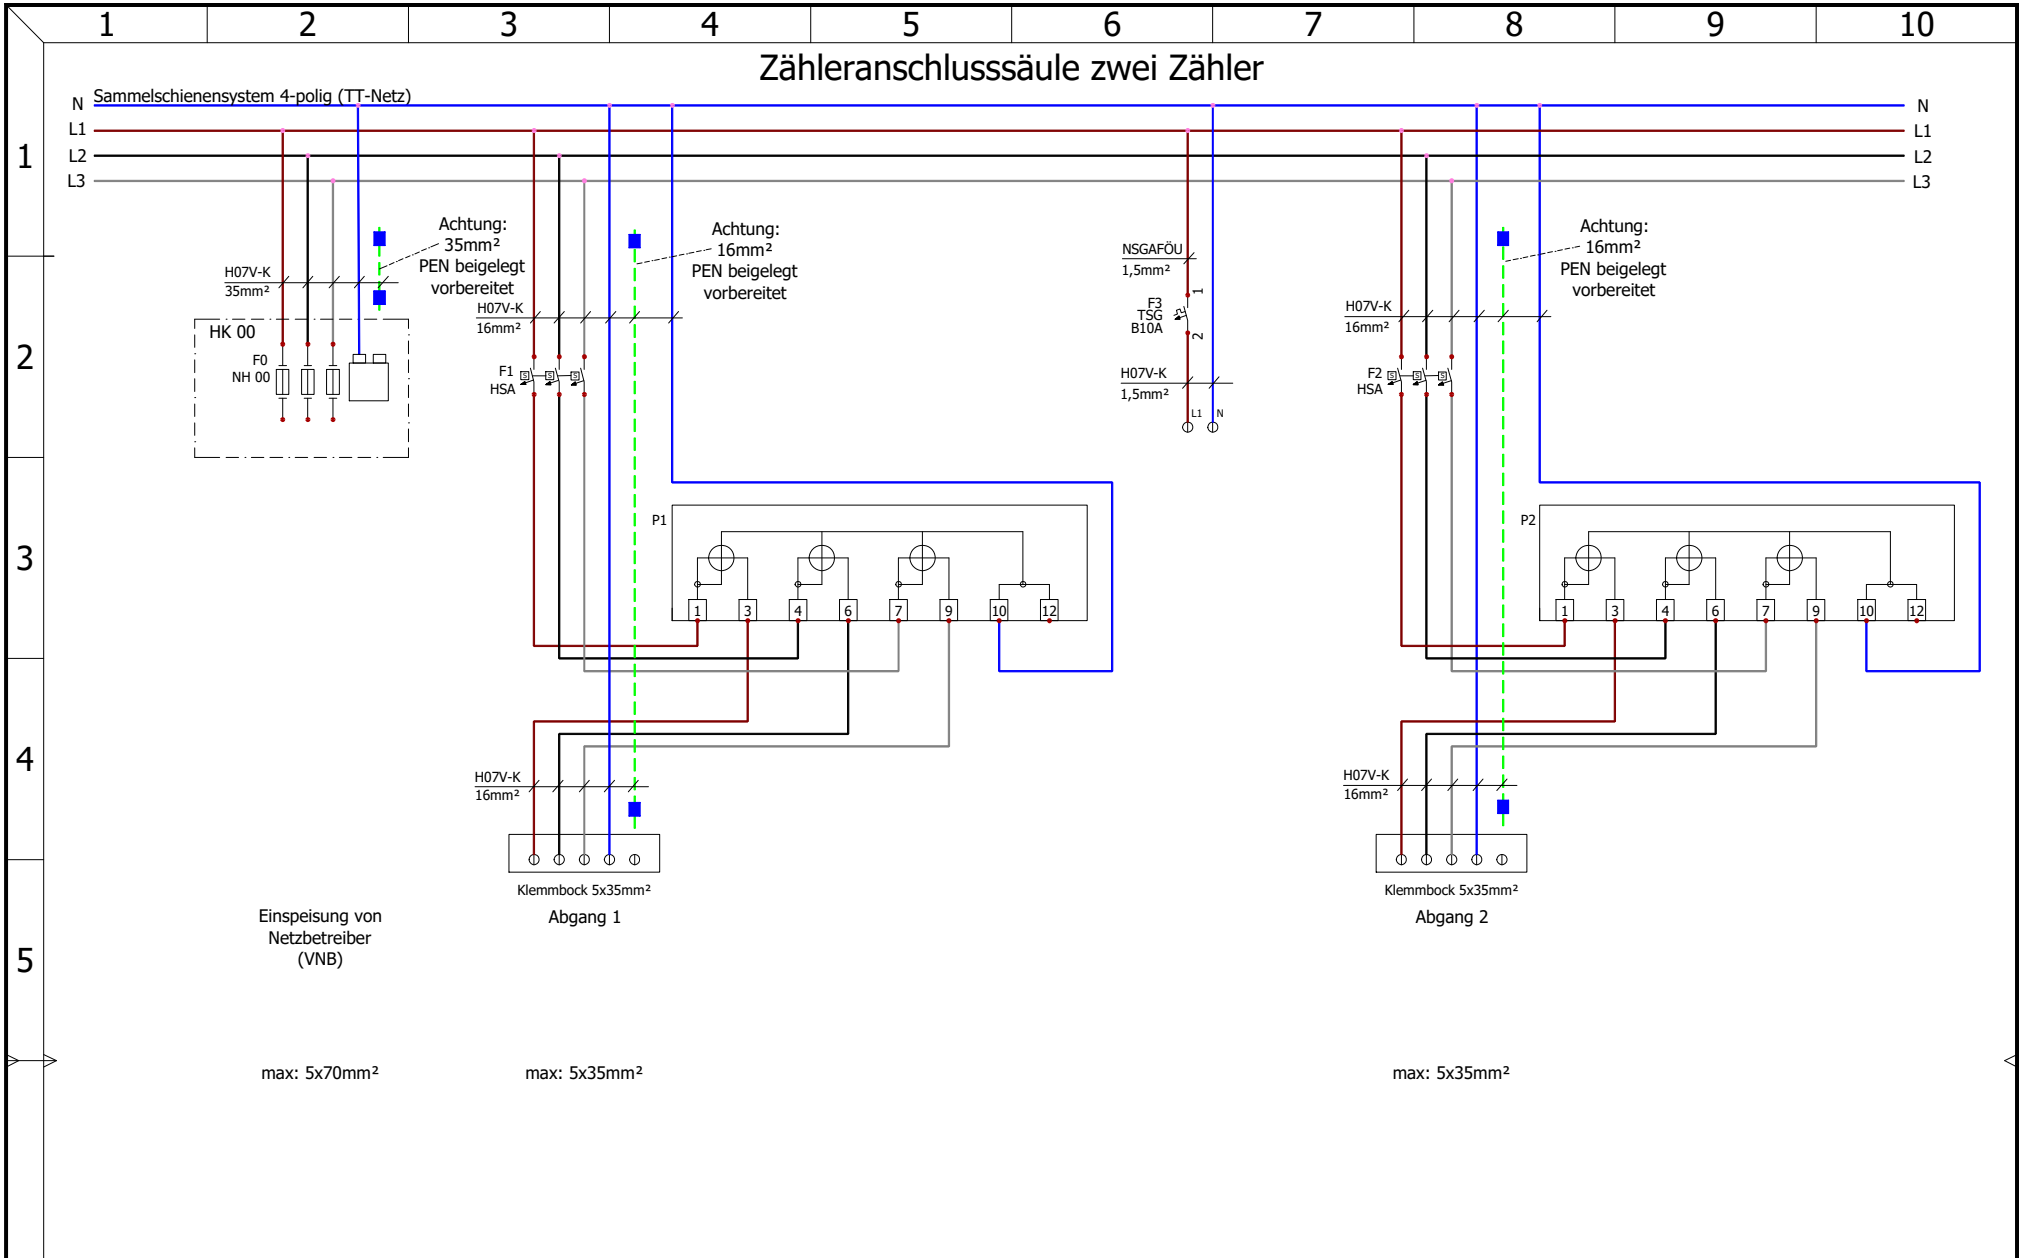 1 2 3 4 5 6 7 8 9 10
Zähleranschlusssäule zwei Zähler
Sammelschienensystem 4-polig (TT-Netz)
N N
L1 L1
1
L2 L2
L3 L3
Achtung:
35mm²
PEN beigelegt
vorbereitet
Achtung:
16mm²
PEN beigelegt
vorbereitet
Achtung:
16mm²
PEN beigelegt
vorbereitet
H07V-K
35mm²
H07V-K
16mm²
NSGAFÖU
1,5mm²
H07V-K
16mm²
2
HK 00
F0
NH 00
F1
HSA
1
F3
TSG
B10A
2
H07V-K
1,5mm²
L1 N
F2
HSA
3
P1
1 3 4 6 7 9 10 12
P2
1 3 4 6 7 9 10 12
4
H07V-K
16mm²
H07V-K
16mm²
Klemmbock 5x35mm²
Abgang 1
Klemmbock 5x35mm²
Abgang 2
5
Einspeisung von
Netzbetreiber
(VNB)
max: 5x70mm²
max: 5x35mm²
max: 5x35mm²